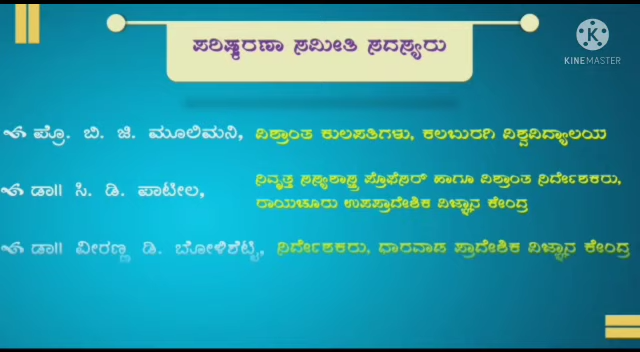 KINEMASTER
ಪರಿಷ್ಕರಣಾ ಸಮೀತಿ ಸದಸ್ಯರು
ಪ್ರೊ. ಬಿ. ಜಿ. ಮೂಲಿಮನಿ, ವಿಶ್ರಾಂತ ಕುಲಪತಿಗಳು, ಕಲಬುರಗಿ ವಿಶ್ವವಿದ್ಯಾಲಯ
ಡಾ॥ ಸಿ. ಡಿ. ಪಾಟೀಲ, ನಿವೃತ್ತ ಸಸ್ಯಶಾಸ್ತ್ರ ಪ್ರೊಫೆಸರ್ ಹಾಗೂ ವಿಶ್ರಾಂತ ನಿರ್ದೇಶಕರು,
ರಾಯಚೂರು ಉಪಪ್ರಾದೇಶಿಕ ವಿಜ್ಞಾನ ಕೇಂದ್ರ
ಡಾ॥ ವೀರಣ್ಣ ಡಿ. ಬೋಳಿಶೆಟ್ಟಿ, ನಿರ್ದೇಶಕರು, ಧಾರವಾಡ ಪ್ರಾದೇಶಿಕ ವಿಜ್ಞಾನ ಕೇಂದ್ರ